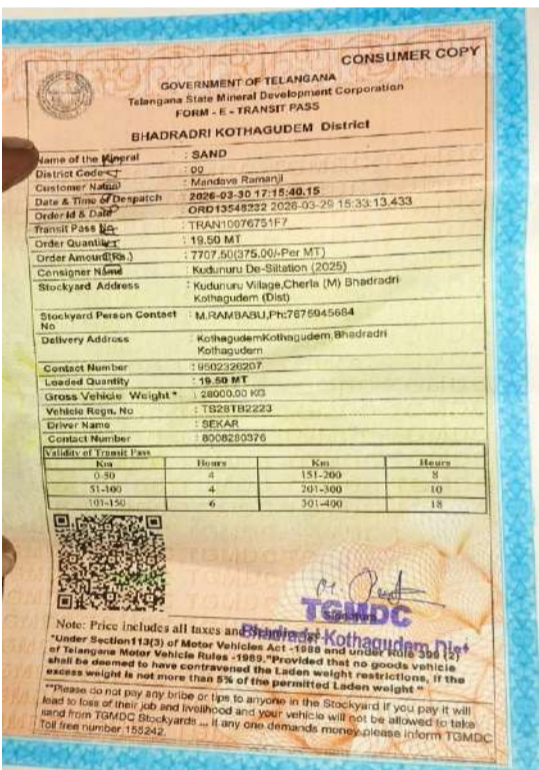 CONSUMER COPY
GOVERNMENT OF TELANGANA
Telangana State Mineral Development Corporation
FORM - E - TRANSIT PASS
BHADRADRI KOTHAGUDEM District
Name of the Mineral : SAND
District Code : 00
Customer Name : Mandava Ramanji
Date & Time of Despatch : 2026-03-30 17:15:40.15
Order Id & Date : ORD13548232 2026-03-29 15:33:13.433
Transit Pass No : TRAN10076751F7
Order Quantity : 19.50 MT
Order Amount(Rs.) : 7707.50(375.00/-Per MT)
Consigner Name : Kudunuru De-Siltation (2025)
Stockyard Address : Kudunuru Village,Cherla (M) Bhadradri
Kothagudem (Dist)
Stockyard Person Contact : M.RAMBABU,Ph:7675945684
No
Delivery Address : KothagudemKothagudem,Bhadradri
Kothagudem
Contact Number : 9502326207
Loaded Quantity : 19.50 MT
Gross Vehicle Weight * : 28000.00 KG
Vehicle Regn. No : TS28TB2223
Driver Name : SEKAR
Contact Number : 8008280376
Validity of Transit Pass
Km Hours Km Hours
0-50 4 151-200 8
51-100 4 201-300 10
101-150 6 301-400 18
TGMDC
Bhadradri Kothagudem Dist
Note: Price includes all taxes and
"Under Section113(3) of Motor Vehicles Act -1988 and under Rule 399 (2)
of Telangana Motor Vehicle Rules -1989,"Provided that no goods vehicle
shall be deemed to have contravened the Laden weight restrictions, if the
excess weight is not more than 5% of the permitted Laden weight "
"Please do not pay any bribe or tips to anyone in the Stockyard if you pay it will
lead to loss of their job and livelihood and your vehicle will not be allowed to take
sand from TGMDC Stockyards ... it any one demands money please inform TGMDC
Toll free number 155242.